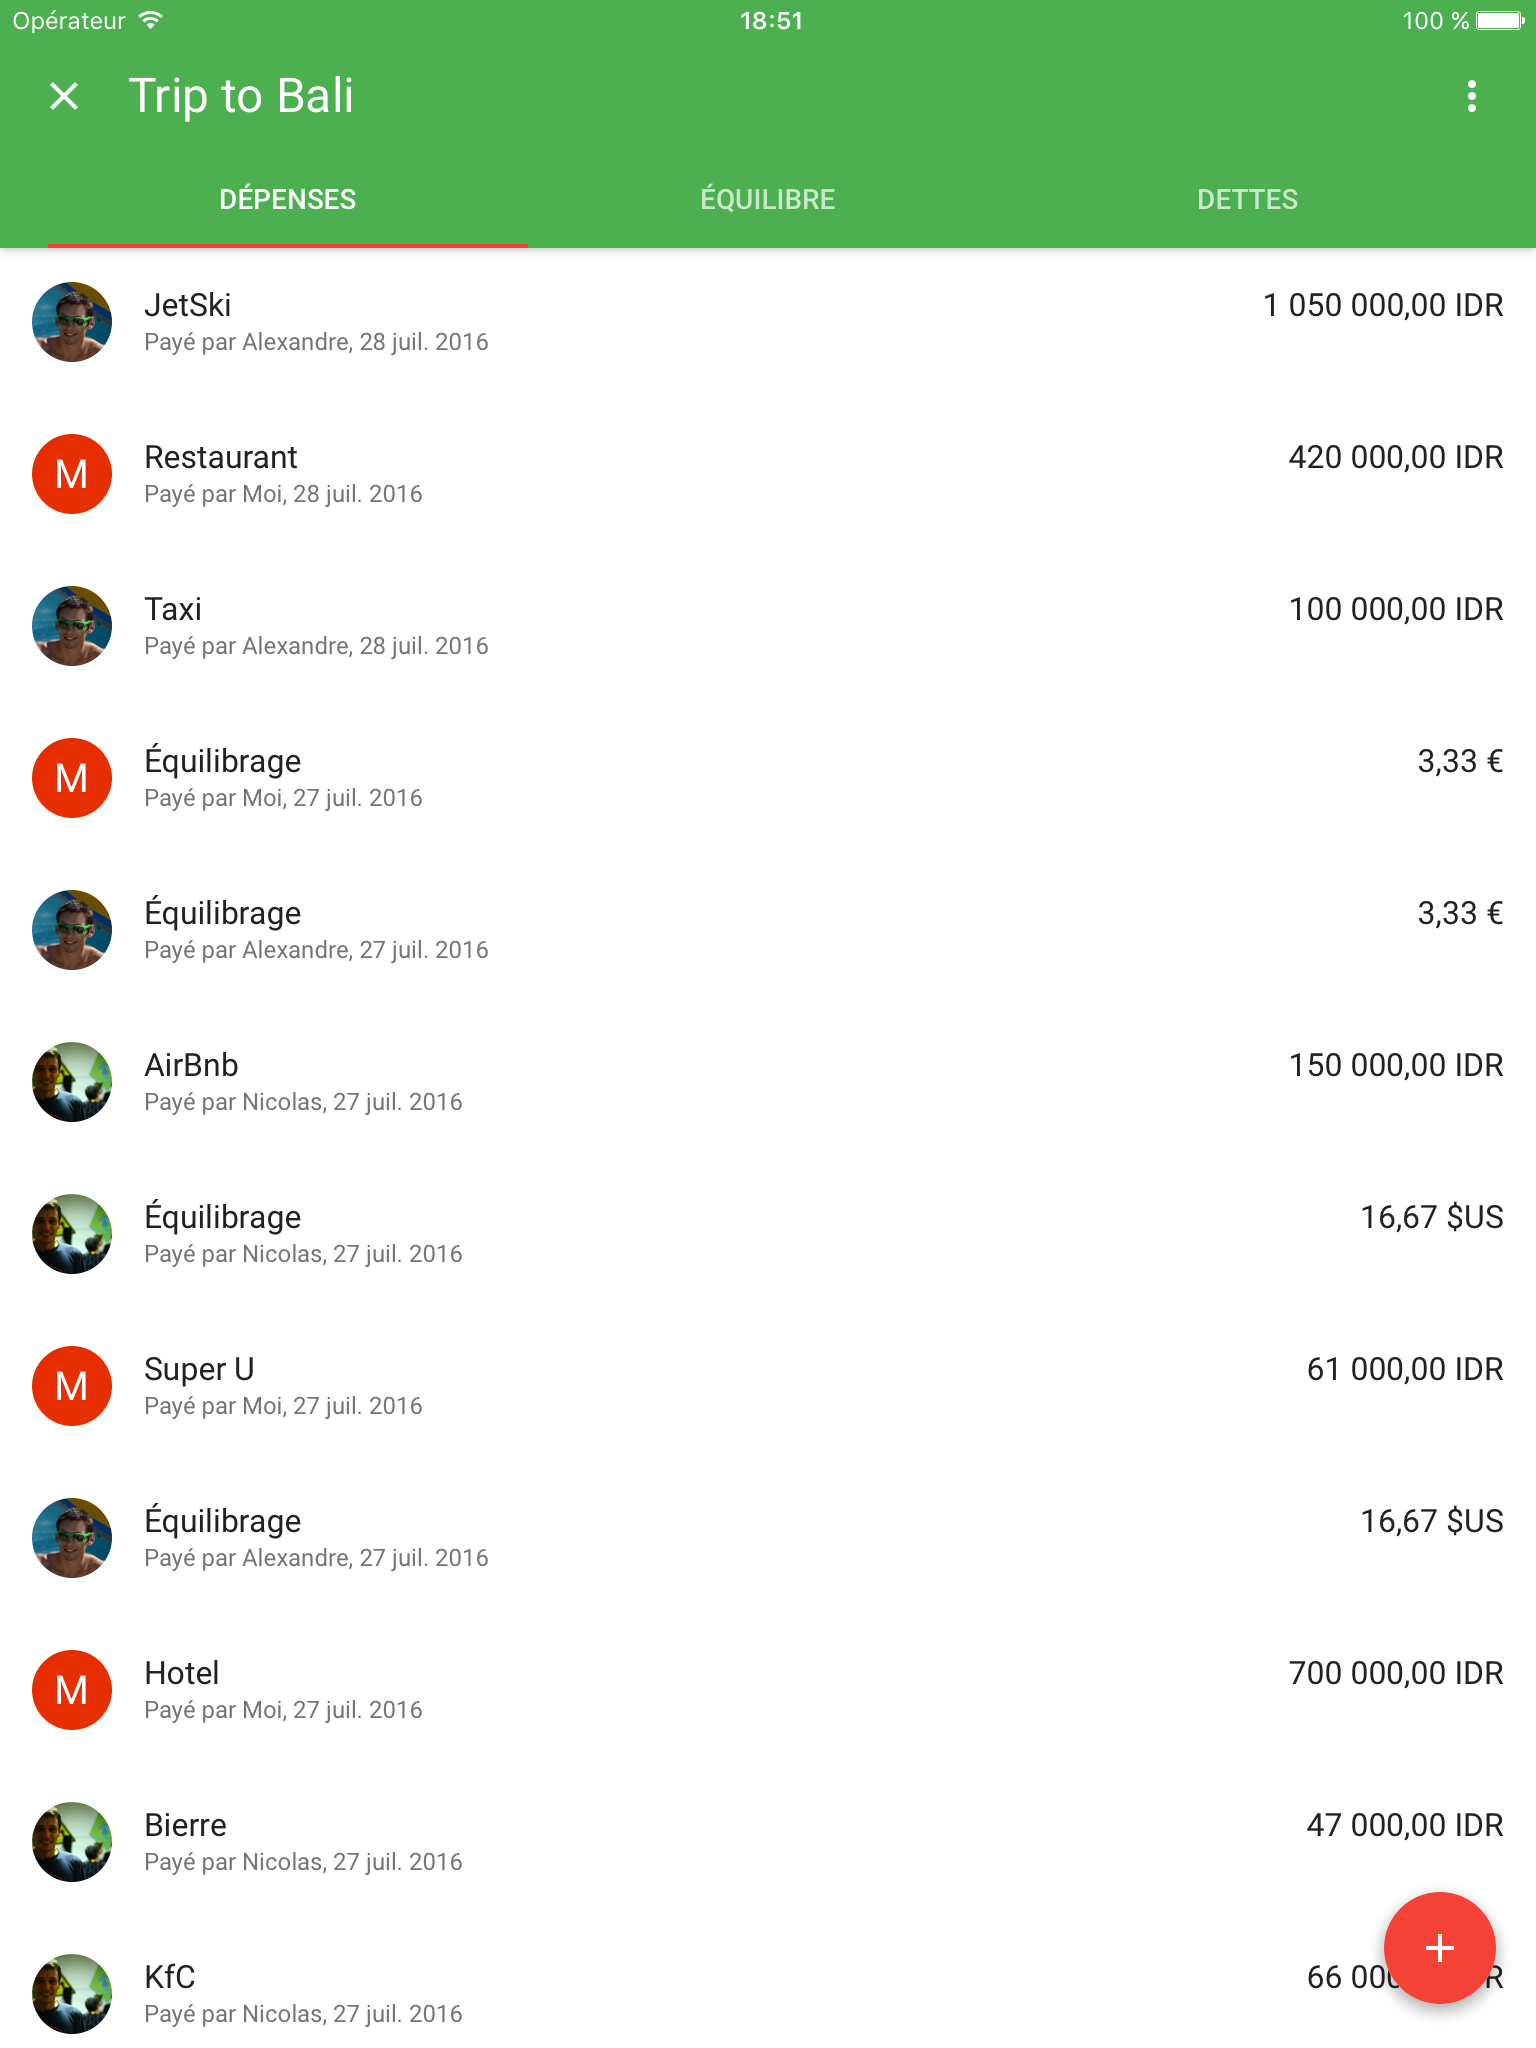 Opérateur 18:51 100 %
Trip to Bali
DÉPENSES ÉQUILIBRE DETTES
JetSki 1 050 000,00 IDR
Payé par Alexandre, 28 juil. 2016
M Restaurant 420 000,00 IDR
Payé par Moi, 28 juil. 2016
Taxi 100 000,00 IDR
Payé par Alexandre, 28 juil. 2016
M Équilibrage 3,33 €
Payé par Moi, 27 juil. 2016
Équilibrage 3,33 €
Payé par Alexandre, 27 juil. 2016
AirBnb 150 000,00 IDR
Payé par Nicolas, 27 juil. 2016
Équilibrage 16,67 $US
Payé par Nicolas, 27 juil. 2016
M Super U 61 000,00 IDR
Payé par Moi, 27 juil. 2016
Équilibrage 16,67 $US
Payé par Alexandre, 27 juil. 2016
M Hotel 700 000,00 IDR
Payé par Moi, 27 juil. 2016
Bierre 47 000,00 IDR
Payé par Nicolas, 27 juil. 2016
KfC 66
Payé par Nicolas, 27 juil. 2016